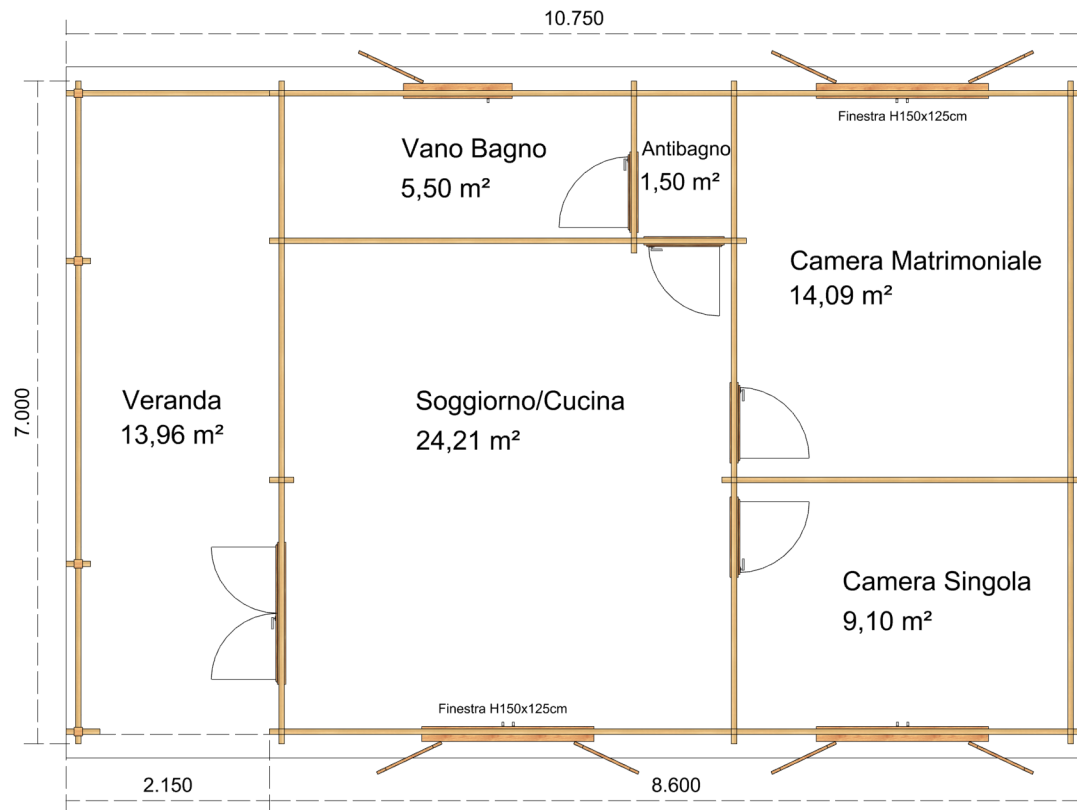 10.750
Finestra H150x125cm
Vano Bagno
5,50 m²
Antibagno
1,50 m²
Camera Matrimoniale
14,09 m²
7.000
Veranda
13,96 m²
Soggiorno/Cucina
24,21 m²
Camera Singola
9,10 m²
Finestra H150x125cm
2.150
8.600